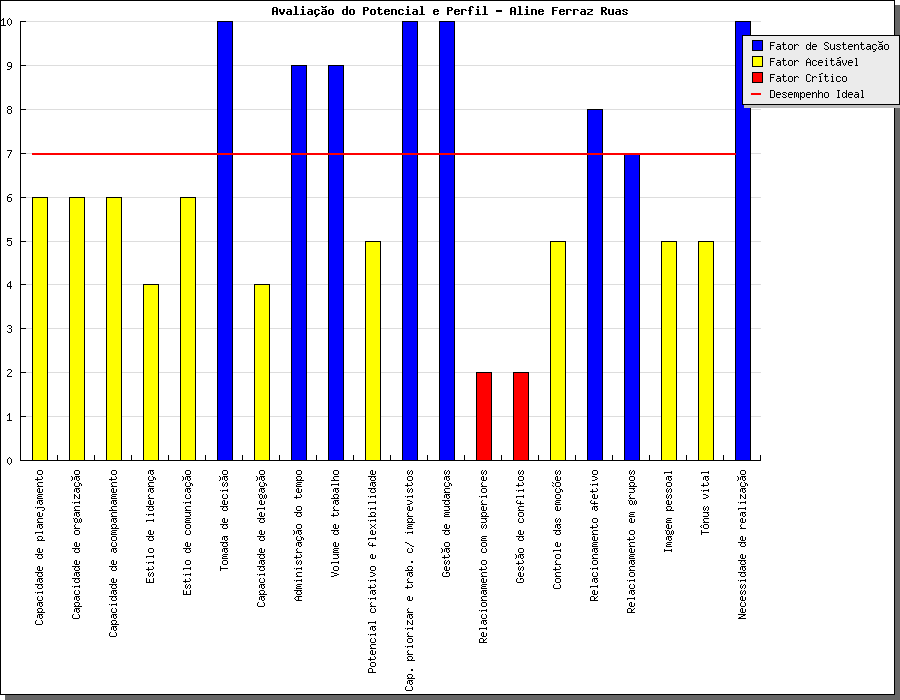 Avaliação do Potencial e Perfil - Aline Ferraz Ruas
Fator de Sustentação
Fator Aceitável
Fator Crítico
Desempenho Ideal
10
9
8
7
6
5
4
3
2
1
0
Capacidade de planejamento
Capacidade de organização
Capacidade de acompanhamento
Estilo de liderança
Estilo de comunicação
Tomada de decisão
Capacidade de delegação
Administração do tempo
Volume de trabalho
Potencial criativo e flexibilidade
Cap. priorizar e trab. c/ imprevistos
Gestão de mudanças
Relacionamento com superiores
Gestão de conflitos
Controle das emoções
Relacionamento afetivo
Relacionamento em grupos
Imagem pessoal
Tônus vital
Necessidade de realização